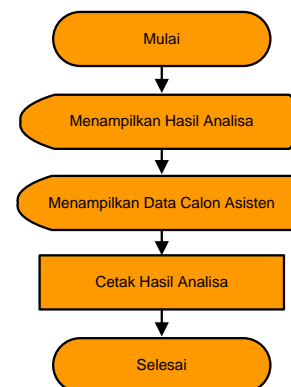 Mulai
Menampilkan Hasil Analisa
Menampilkan Data Calon Asisten
Cetak Hasil Analisa
Selesai